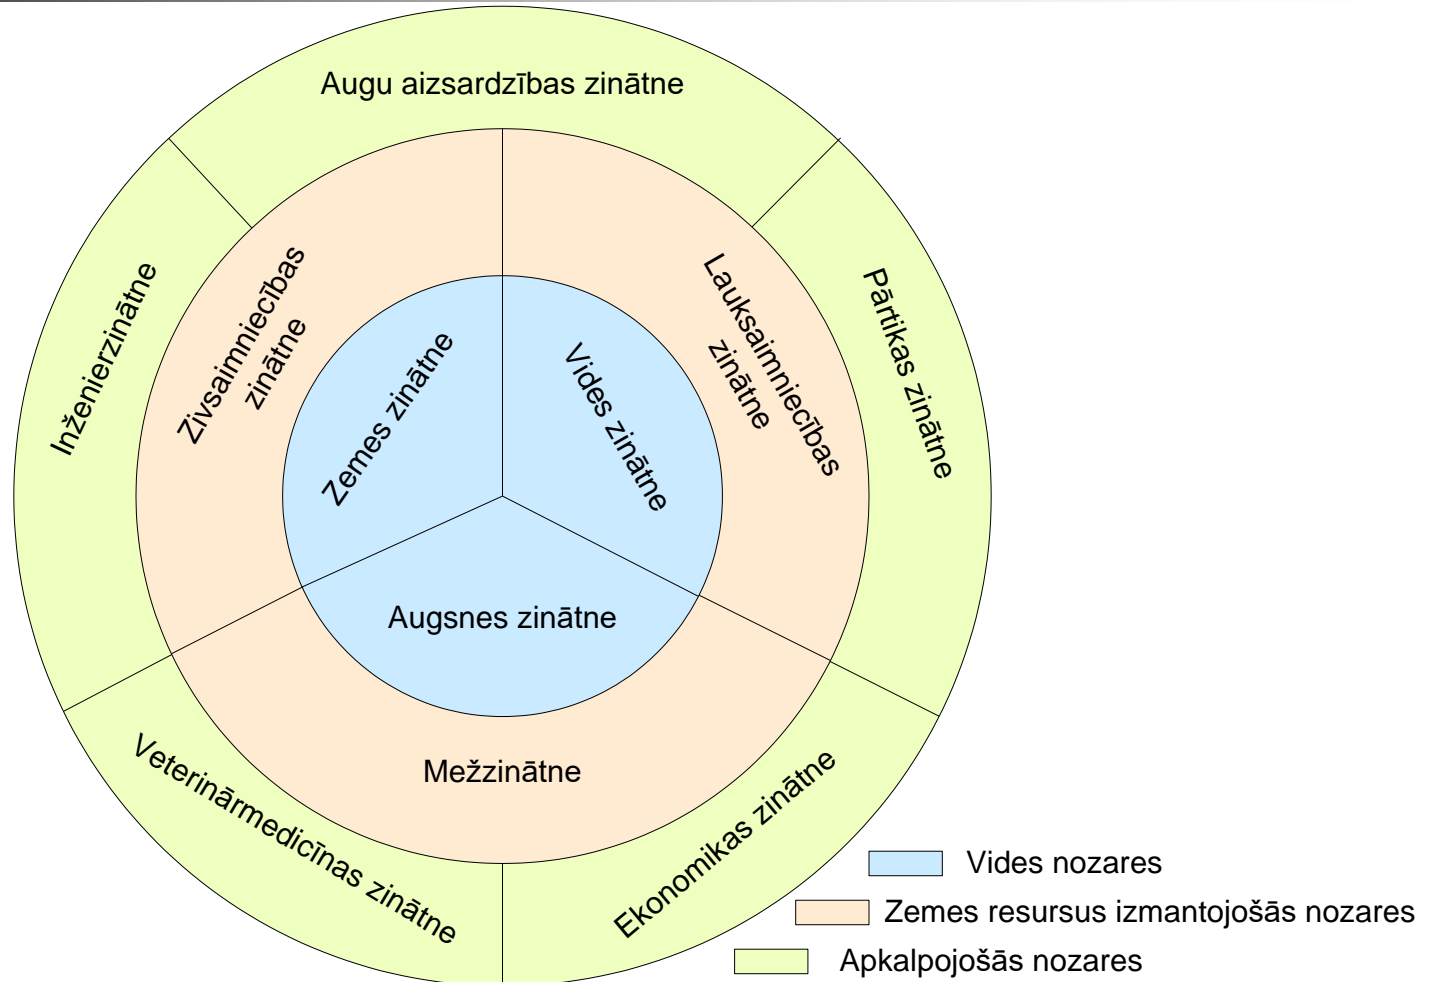 Augu aizsardzības zinātne
Inženierzinātne
Zivsaimniecības
zinātne
Zemes zinātne
Vides zinātne
Lauksaimniecības
zinātne
Pārtikas zinātne
Augsnes zinātne
Mežzinātne
Veterinārmedicīnas zinātne
Ekonomikas zinātne
Vides nozares
Zemes resursus izmantojošās nozares
Apkalpojošās nozares